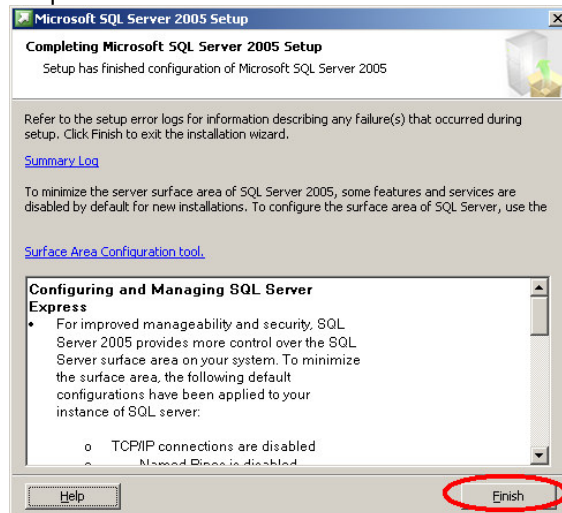 Microsoft SQL Server 2005 Setup
Completing Microsoft SQL Server 2005 Setup
Setup has finished configuration of Microsoft SQL Server 2005
Refer to the setup error logs for information describing any failure(s) that occurred during
setup. Click Finish to exit the installation wizard.
Summary Log
To minimize the server surface area of SQL Server 2005, some features and services are
disabled by default for new installations. To configure the surface area of SQL Server, use the
Surface Area Configuration tool.
Configuring and Managing SQL Server
Express
• For improved manageability and security, SQL
Server 2005 provides more control over the SQL
Server surface area on your system. To minimize
the surface area, the following default
configurations have been applied to your
instance of SQL server:
o TCP/IP connections are disabled
o Named Pipes is disabled
Help
Finish